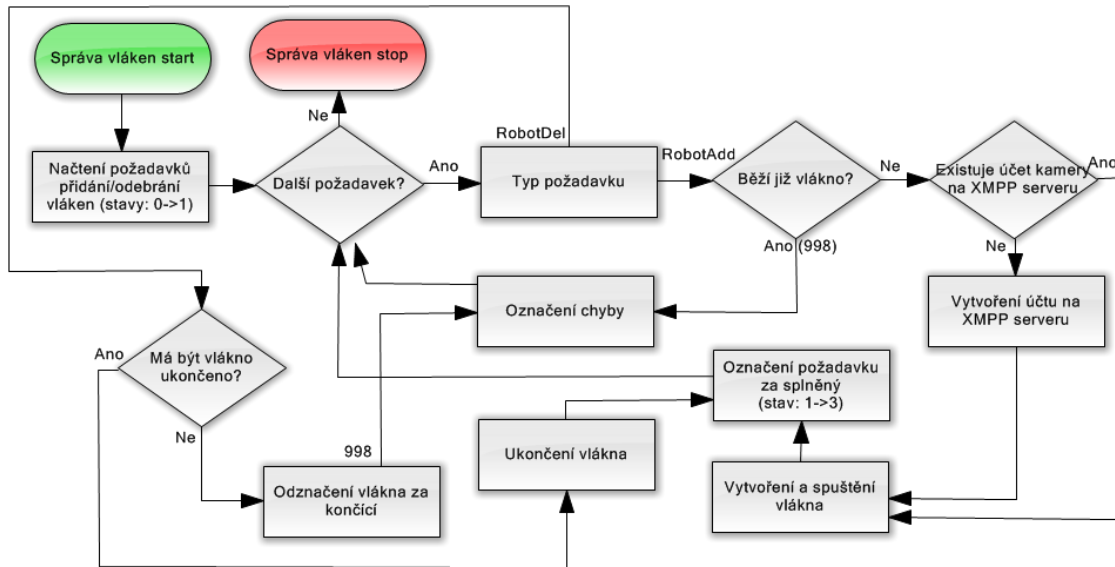 Správa vláken start
Správa vláken stop
Ne
RobotDel
Načtení požadavků
přidání/odebrání
vláken (stavy: 0->1)
Další požadavek?
Ano
Typ požadavku
RobotAdd
Běží již vlákno?
Ne
Existuje účet kamery
na XMPP serveru
Ano
Ano (998)
Ne
Označení chyby
Vytvoření účtu na
XMPP serveru
Ano
Má být vlákno
ukončeno?
Označení požadavku
za splněný
(stav: 1->3)
Ne
998
Ukončení vlákna
Odznačení vlákna za
končící
Vytvoření a spuštění
vlákna